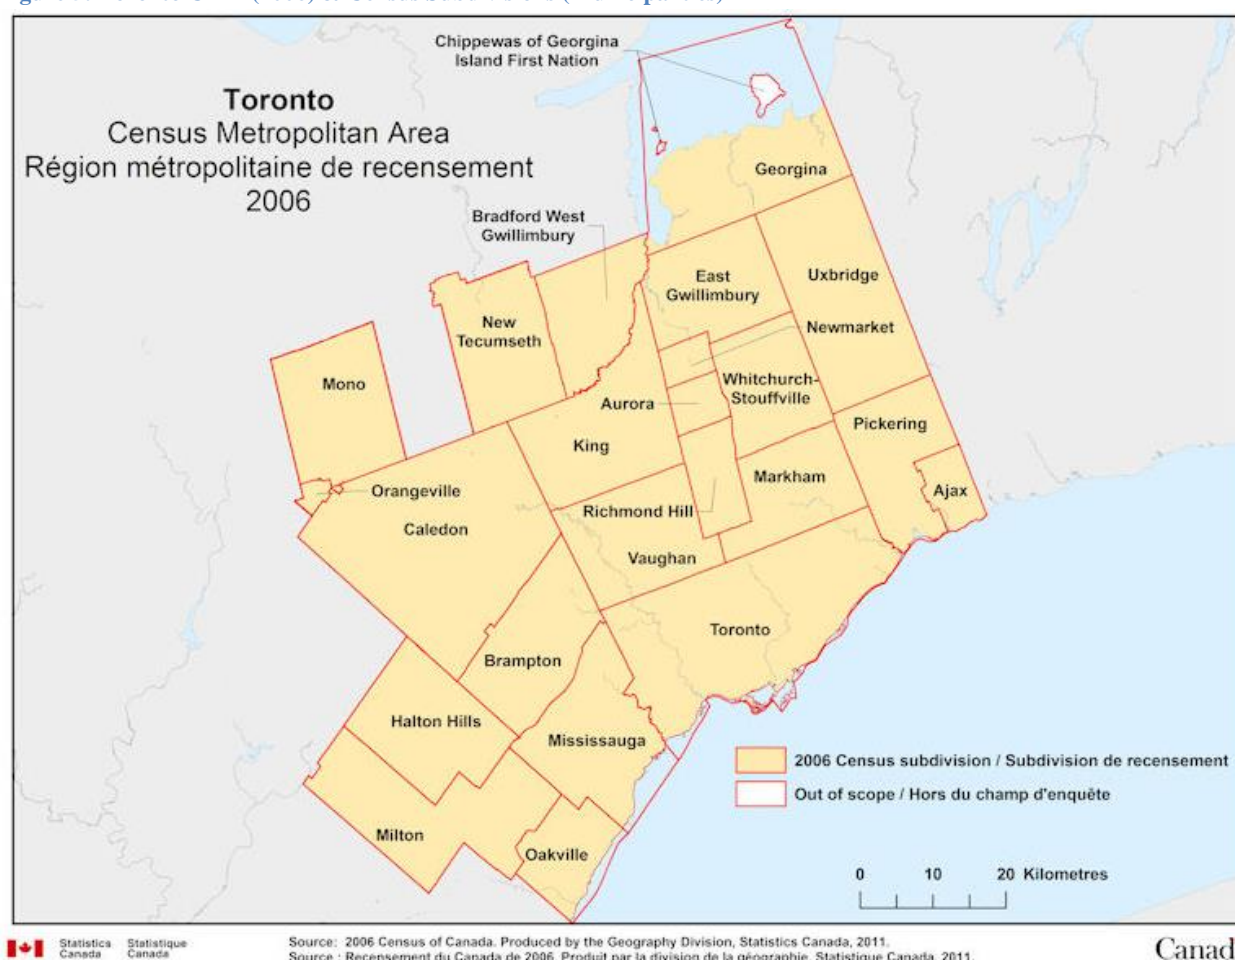 Chippewas of Georgina
Island First Nation
Toronto
Census Metropolitan Area
Région métropolitaine de recensement
2006
Georgina
Bradford West
Gwillimbury
East
Gwillimbury
Uxbridge
New
Tecumseth
Newmarket
Mono
Whitchurch-
Stouffville
Aurora
Pickering
King
Markham
Orangeville
Ajax
Richmond Hill
Caledon
Vaughan
Toronto
Brampton
Halton Hills
Mississauga
2006 Census subdivision / Subdivision de recensement
Out of scope / Hors du champ d'enquête
Milton
Oakville
0 10 20 Kilometres
Statistics Statistique
Canada Canada
Source: 2006 Census of Canada. Produced by the Geography Division, Statistics Canada, 2011.
Source : Recensement du Canada de 2006. Produit par la division de la géographie, Statistique Canada, 2011.
Canad